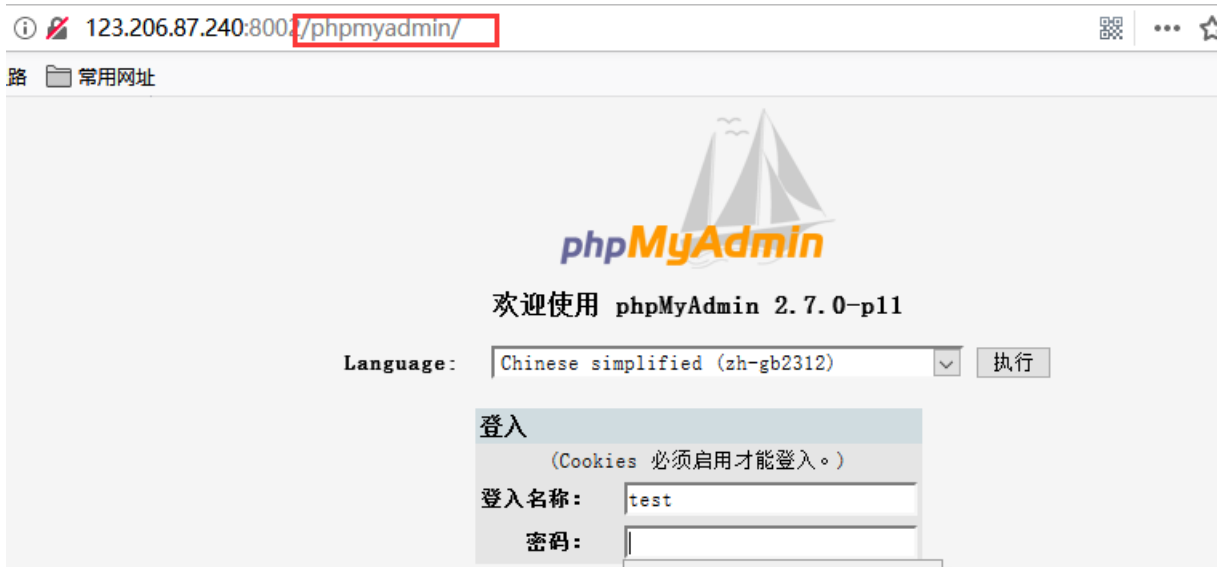 123.206.87.240:8002/phpmyadmin/
路 常用网址
phpMyAdmin
欢迎使用 phpMyAdmin 2.7.0-pl1
Language: Chinese simplified (zh-gb2312) 执行
登入
(Cookies 必须启用才能登入。)
登入名称: test
密码: